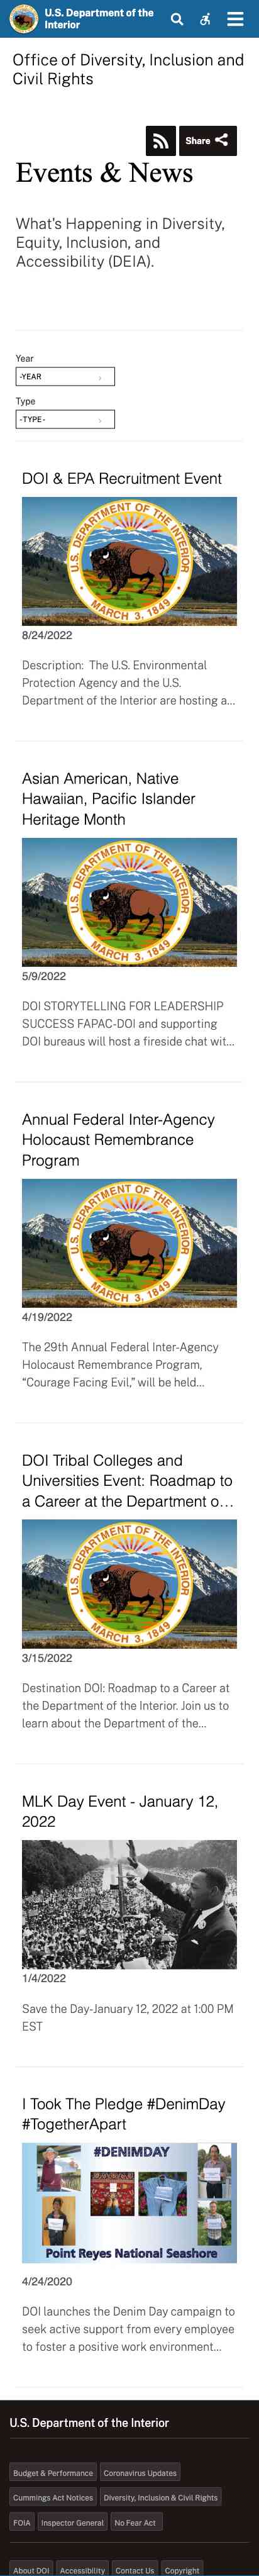 U.S. Department of the
Interior
Office of Diversity, Inclusion and
Civil Rights
Share
Events & News
What's Happening in Diversity,
Equity, Inclusion, and
Accessibility (DEIA).
Year
-YEAR
Type
-TYPE-
DOI & EPA Recruitment Event
U.S. DEPARTMENT OF THE INTERIOR
MARCH 3, 1849
8/24/2022
Description: The U.S. Environmental
Protection Agency and the U.S.
Department of the Interior are hosting a...
Asian American, Native
Hawaiian, Pacific Islander
Heritage Month
U.S. DEPARTMENT OF THE INTERIOR
MARCH 3, 1849
5/9/2022
DOI STORYTELLING FOR LEADERSHIP
SUCCESS FAPAC-DOI and supporting
DOI bureaus will host a fireside chat wit...
Annual Federal Inter-Agency
Holocaust Remembrance
Program
U.S. DEPARTMENT OF THE INTERIOR
MARCH 3, 1849
4/19/2022
The 29th Annual Federal Inter-Agency
Holocaust Remembrance Program,
“Courage Facing Evil,” will be held...
DOI Tribal Colleges and
Universities Event: Roadmap to
a Career at the Department o...
U.S. DEPARTMENT OF THE INTERIOR
MARCH 3, 1849
3/15/2022
Destination DOI: Roadmap to a Career at
the Department of the Interior. Join us to
learn about the Department of the...
MLK Day Event - January 12,
2022
1/4/2022
Save the Day-January 12, 2022 at 1:00 PM
EST
I Took The Pledge #DenimDay
#TogetherApart
#DENIMDAY
Point Reyes National Seashore
4/24/2020
DOI launches the Denim Day campaign to
seek active support from every employee
to foster a positive work environment...
U.S. Department of the Interior
Budget & Performance
Coronavirus Updates
Cummings Act Notices
Diversity, Inclusion & Civil Rights
FOIA
Inspector General
No Fear Act
About DOI
Accessibility
Contact Us
Copyright